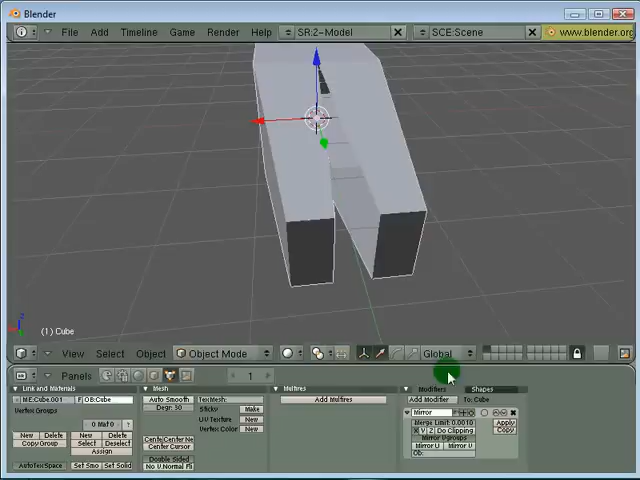 Blender
File Add Timeline Game Render Help SR:2-Model SCE:Scene www.blender.org
(1) Cube
View Select Object Object Mode Global
Panels 1
Link and Materials Mesh Multires Modifiers Shapes
ME:Cube.001 F OB:Cube Auto Smooth TexMesh: Add Multires Add Modifier To: Cube
Vertex Groups Degr: 30 Sticky Make Mirror
UV Texture New Merge Limit: 0.0010 Apply
0 Mat 0 ? Vertex Color New X Y Z Do Clipping Copy
New Delete New Delete Mirror Vgroups
Copy Group Select Deselect Center Center Ne Mirror U Mirror V
Assign Center Cursor Ob:
Double Sided
AutoTexSpace Set Smo Set Solid No V.Normal Fli